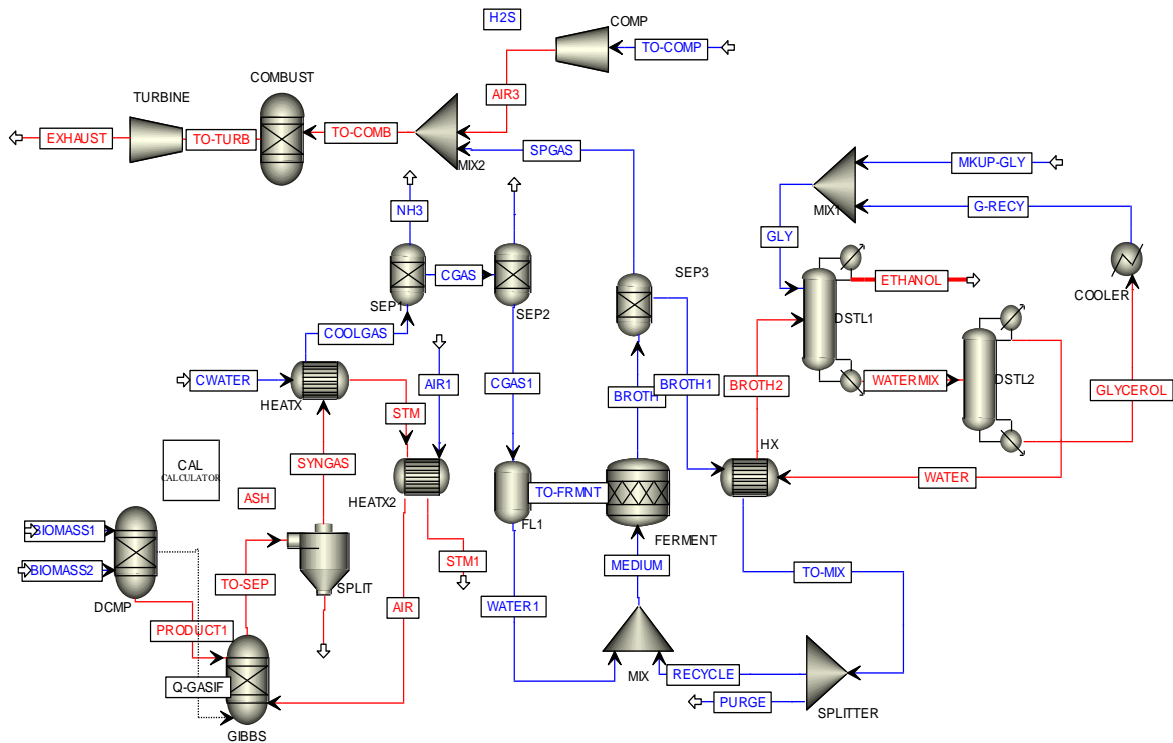 H2S
COMP
TO-COMP
COMBUST
TURBINE
AIR3
EXHAUST
TO-TURB
TO-COMB
MIX2
SPGAS
MKUP-GLY
MIX1
G-RECY
NH3
GLY
CGAS
SEP3
ETHANOL
COOLER
SEP1
SEP2
DSTL1
COOLGAS
CWATER
AIR1
CGAS1
BROTH
BROTH1
BROTH2
WATERMIX
DSTL2
GLYCEROL
HEATX
STM
HX
CAL
CALCULATOR
SYNGAS
WATER
ASH
HEATX2
TO-FRMNT
FL1
BIOMASS1
FERMENT
STM1
MEDIUM
TO-MIX
BIOMASS2
TO-SEP
SPLIT
DCMP
AIR
WATER1
PRODUCT1
MIX
RECYCLE
Q-GASIF
PURGE
SPLITTER
GIBBS